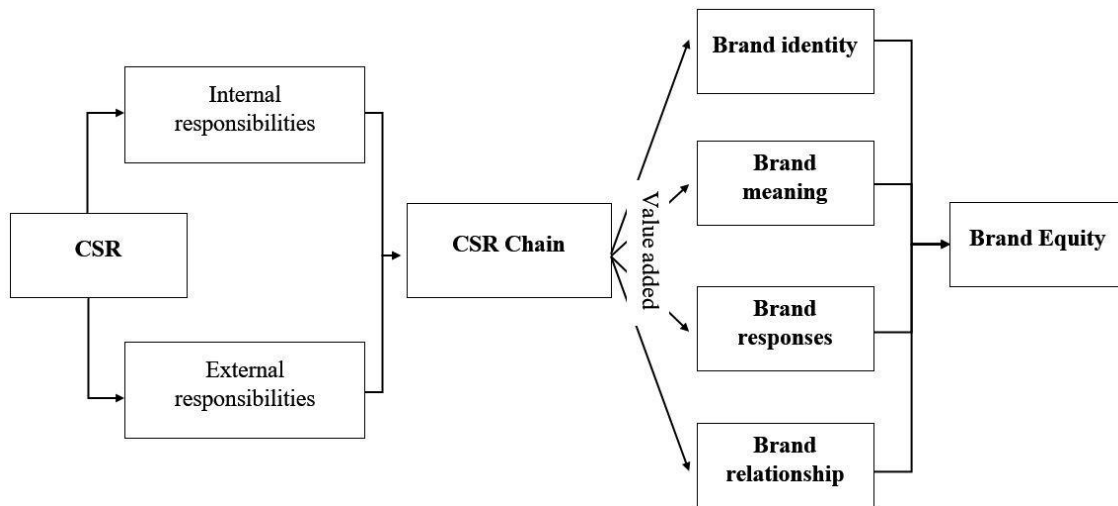 CSR
Internal
responsibilities
External
responsibilities
CSR Chain
Value added
Brand identity
Brand
meaning
Brand
responses
Brand
relationship
Brand Equity